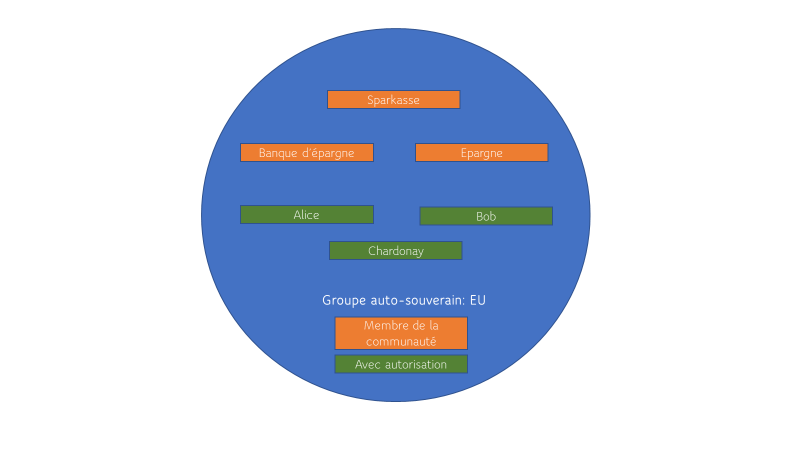 Sparkasse
Banque d'épargne
Epargne
Alice
Bob
Chardonay
Groupe auto-souverain: EU
Membre de la
communauté
Avec autorisation